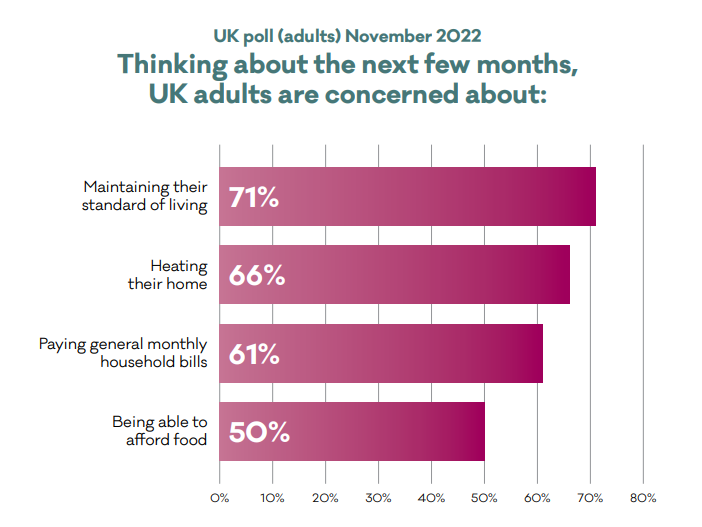 UK poll (adults) November 2022
Thinking about the next few months,
UK adults are concerned about:
Maintaining their
standard of living
71%
Heating
their home
66%
Paying general monthly
household bills
61%
Being able to
afford food
50%
0% 10% 20% 30% 40% 50% 60% 70% 80%